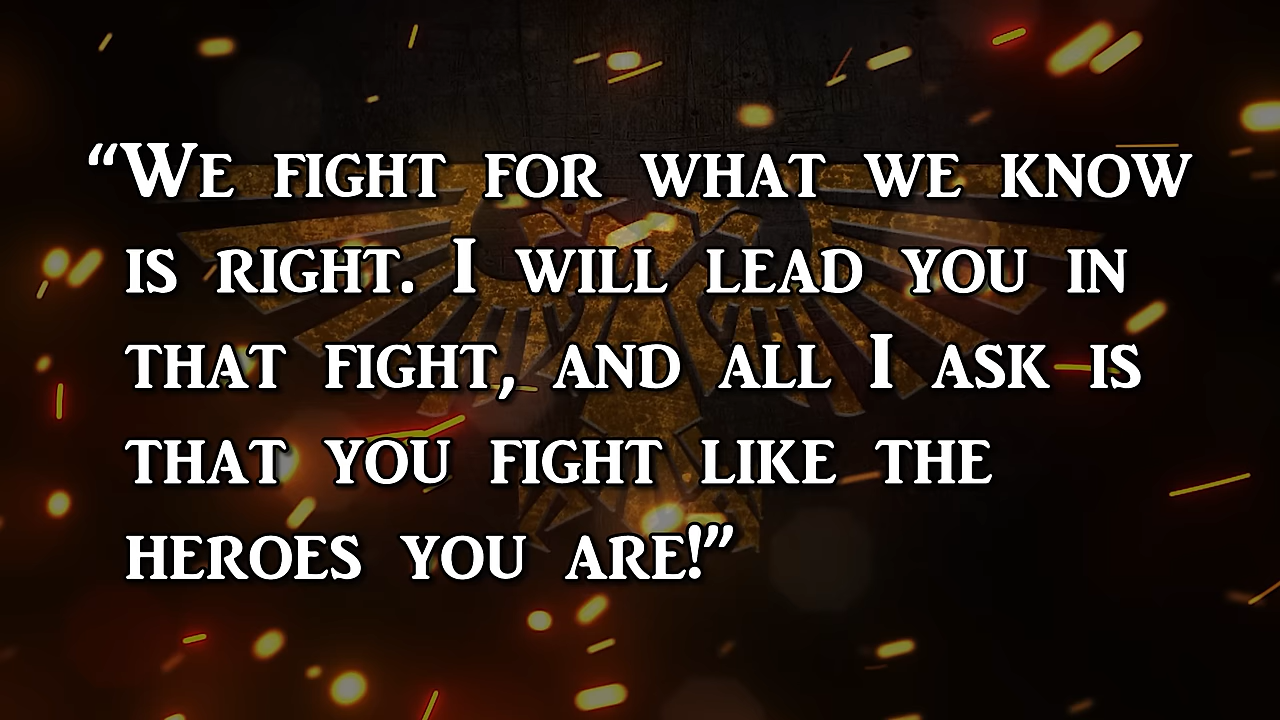 “We fight for what we know
is right. I will lead you in
that fight, and all I ask is
that you fight like the
heroes you are!”